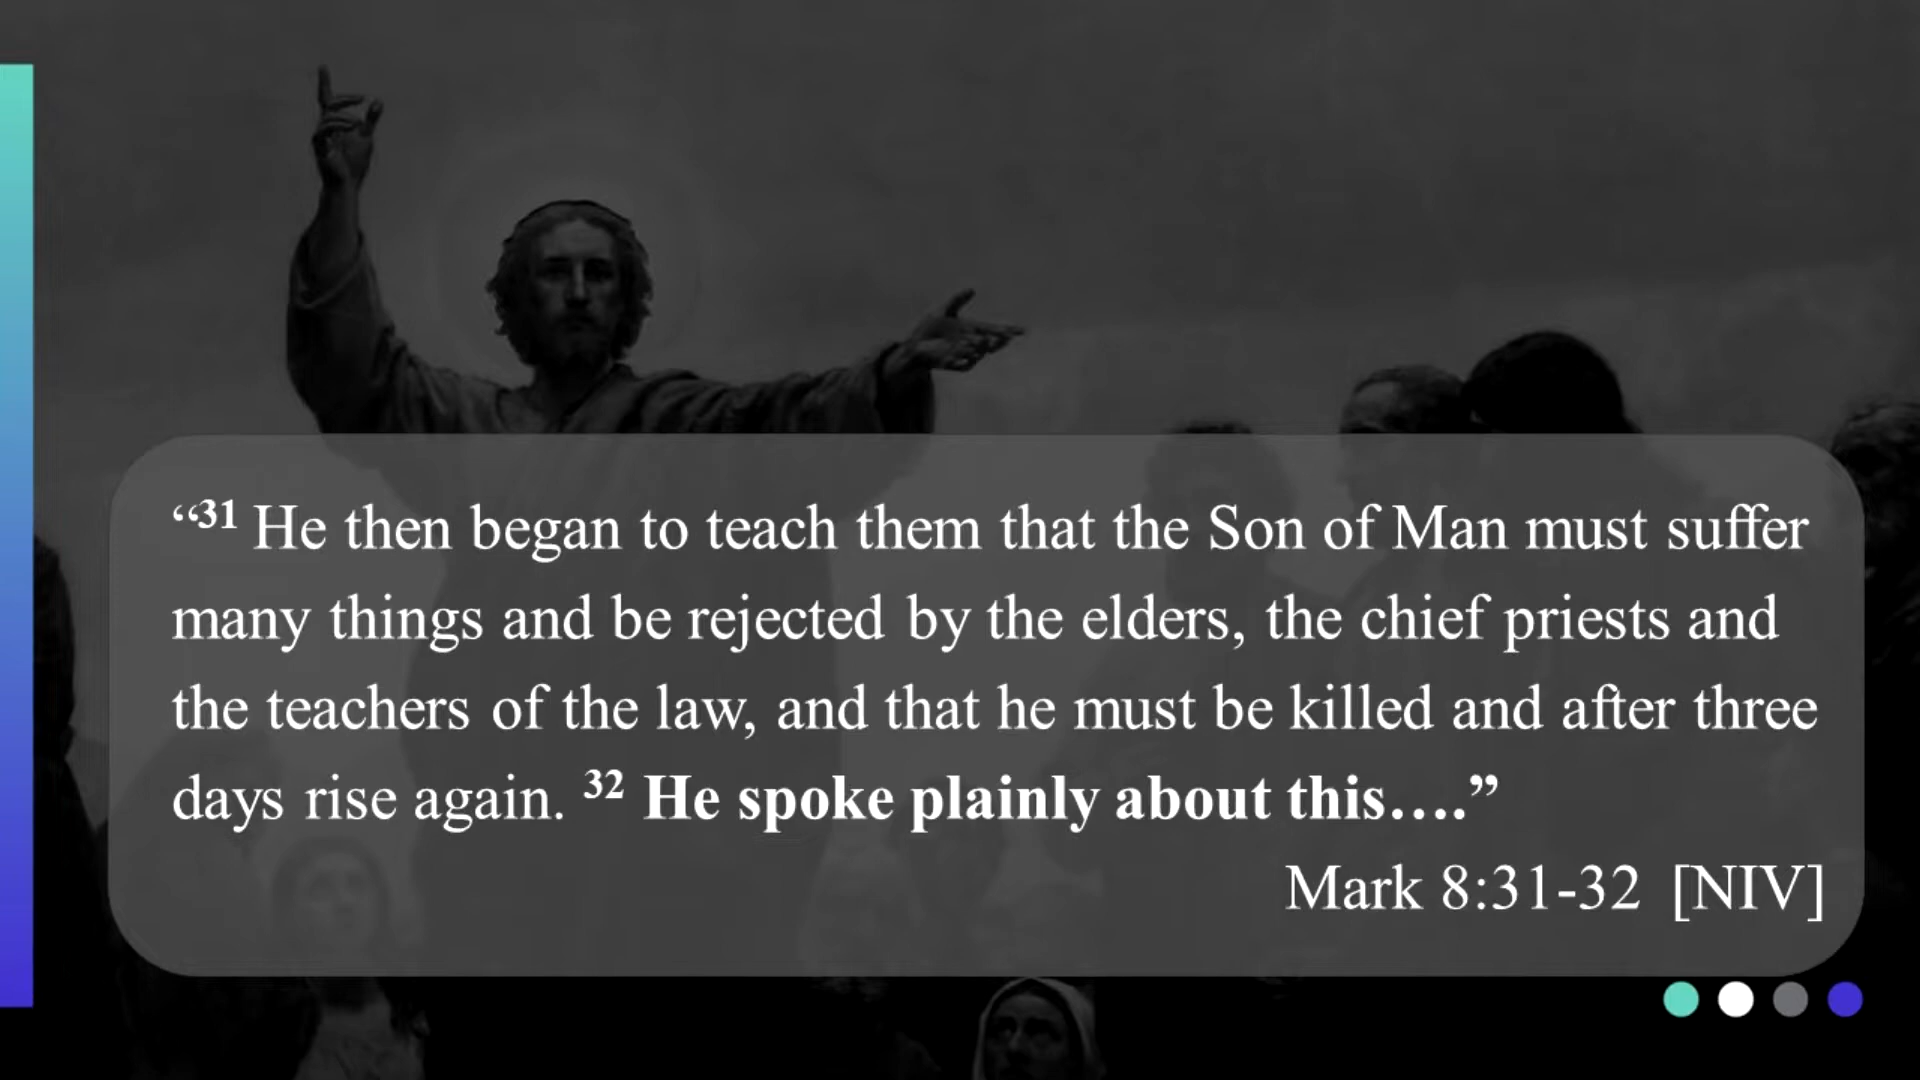 “31 He then began to teach them that the Son of Man must suffer
many things and be rejected by the elders, the chief priests and
the teachers of the law, and that he must be killed and after three
days rise again. 32 He spoke plainly about this….”
Mark 8:31-32 [NIV]